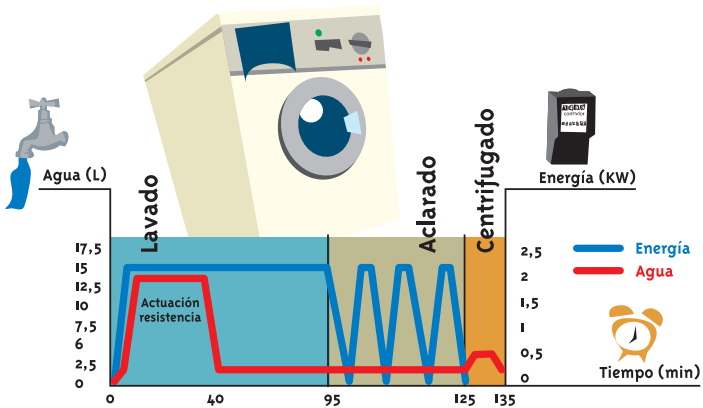 Agua (L)
Lavado
Aclarado
Centrifugado
contador
Energía (KW)
17,5
15
12,5
10
7,5
6
2,5
0
Actuación
resistencia
2,5
2
1,5
1
0,5
0
Energía
Agua
Tiempo (min)
0
40
95
125
135